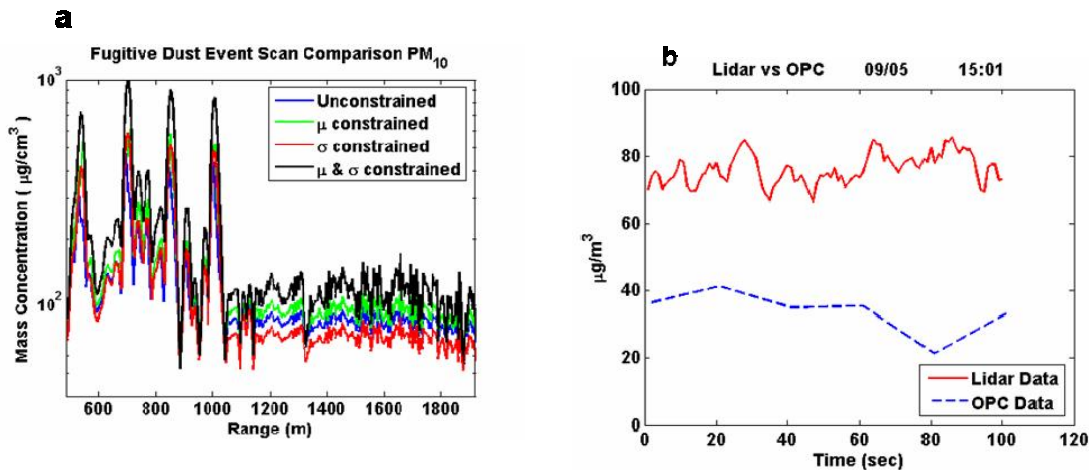 a
Fugitive Dust Event Scan Comparison PM10
Mass Concentration ( µg/cm³ )
10³
10²
Unconstrained
µ constrained
σ constrained
µ & σ constrained
600 800 1000 1200 1400 1600 1800
Range (m)
b
Lidar vs OPC 09/05 15:01
µg/m³
100
80
60
40
20
0
Lidar Data
OPC Data
0 20 40 60 80 100 120
Time (sec)